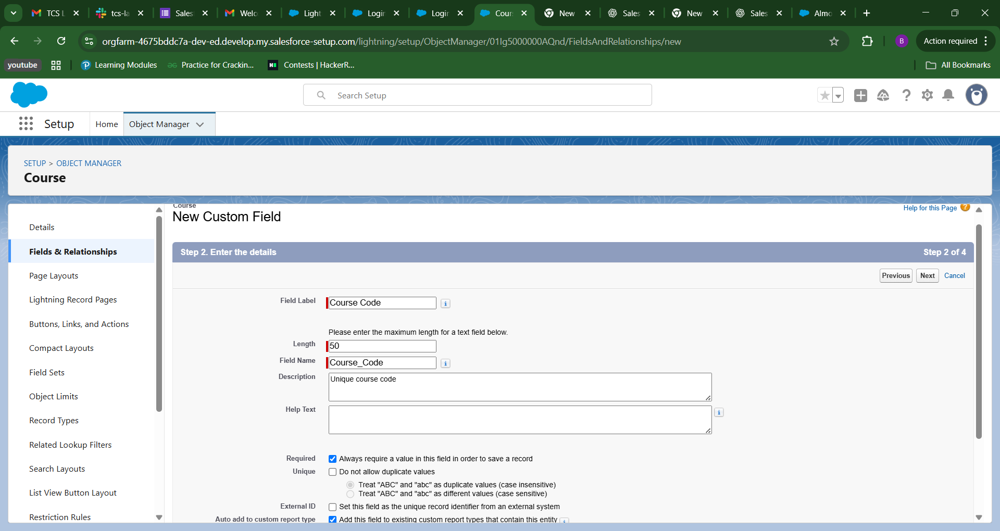 TCS L
tcs-la
Sales
Welc
Light
Login
Login
Cour
New
Sales
New
Sales
Almo
orgfarm-4675bddc7a-dev-ed.develop.my.salesforce-setup.com/lightning/setup/ObjectManager/01Ig5000000AQnd/FieldsAndRelationships/new
B
Action required
youtube
Learning Modules
Practice for Crackin...
Contests | HackerR...
All Bookmarks
Search Setup
Setup
Home
Object Manager
SETUP > OBJECT MANAGER
Course
Details
Fields & Relationships
Page Layouts
Lightning Record Pages
Buttons, Links, and Actions
Compact Layouts
Field Sets
Object Limits
Record Types
Related Lookup Filters
Search Layouts
List View Button Layout
Restriction Rules
Course
New Custom Field
Help for this Page
Step 2. Enter the details
Step 2 of 4
Previous
Next
Cancel
Field Label
Course Code
Please enter the maximum length for a text field below.
Length
50
Field Name
Course_Code
Description
Unique course code
Help Text
Required
Always require a value in this field in order to save a record
Unique
Do not allow duplicate values
Treat "ABC" and "abc" as duplicate values (case insensitive)
Treat "ABC" and "abc" as different values (case sensitive)
External ID
Set this field as the unique record identifier from an external system
Auto add to custom report type
Add this field to existing custom report types that contain this entity